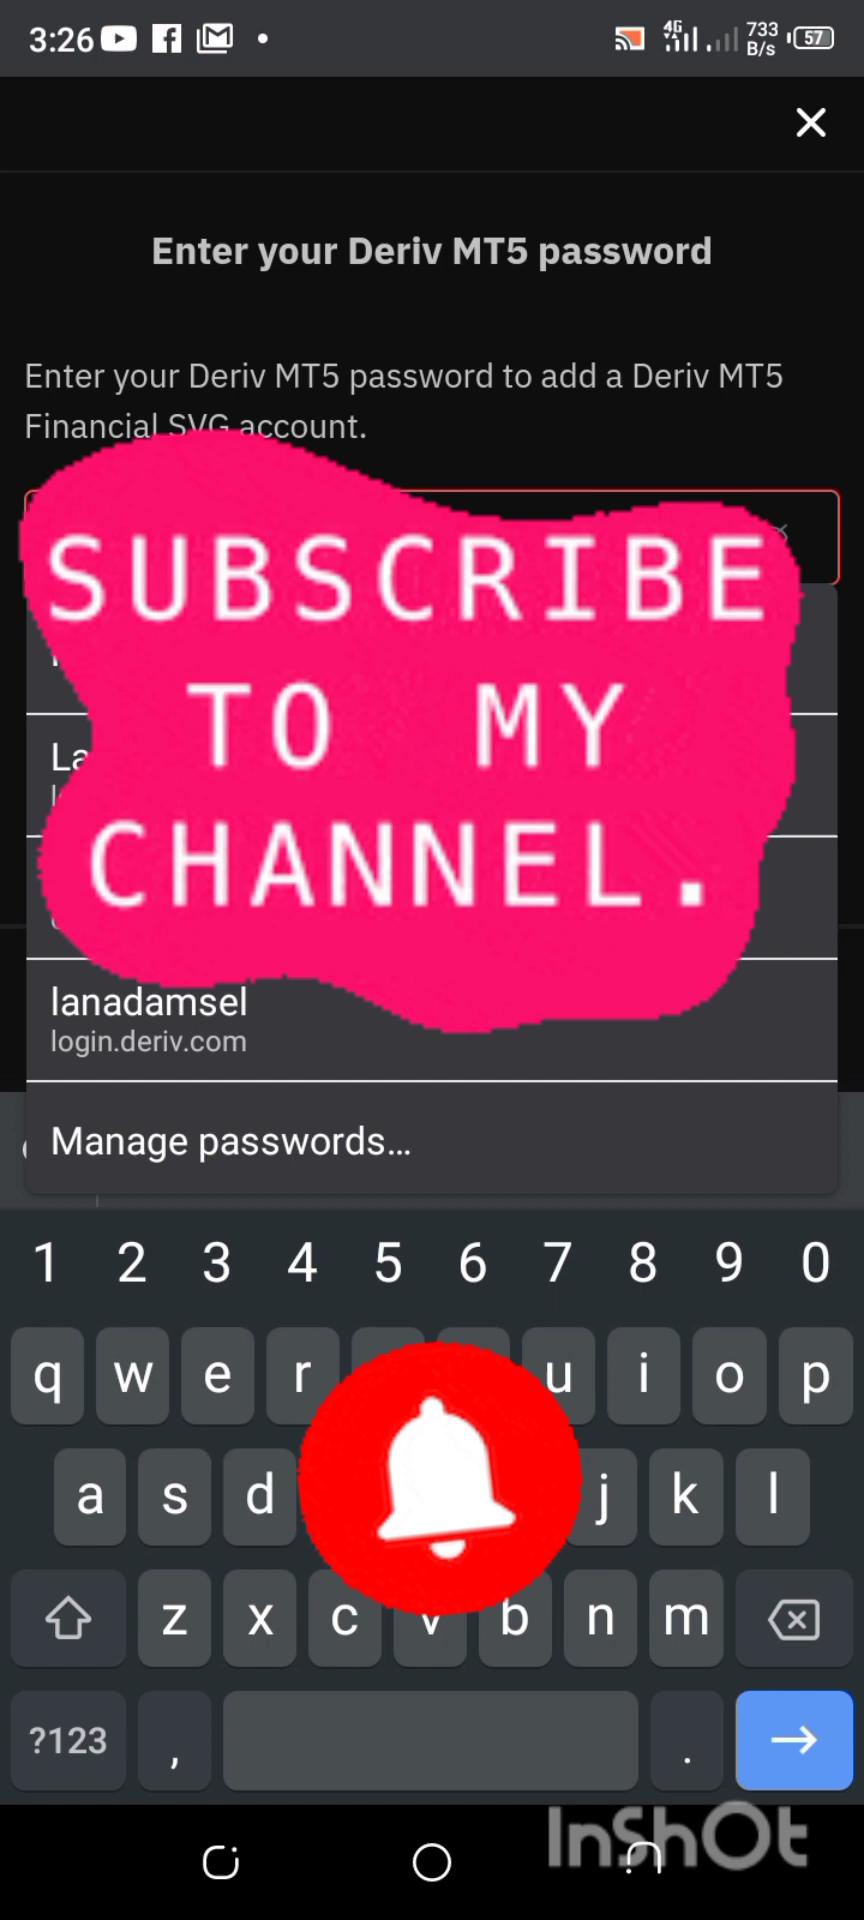 3:26
4G
733
B/s
57
Enter your Deriv MT5 password
Enter your Deriv MT5 password to add a Deriv MT5
Financial SVG account.
SUBSCRIBE
TO MY
CHANNEL.
lanadamsel
login.deriv.com
Manage passwords...
1 2 3 4 5 6 7 8 9 0
q w e r u i o p
a s d j k l
z x c v b n m
?123 , .
InShOt